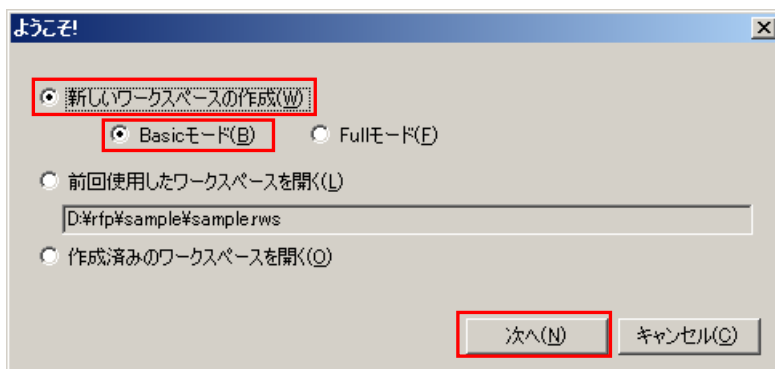 ようこそ!
新しいワークスペースの作成(W)
Basicモード(B) Fullモード(F)
前回使用したワークスペースを開く(L)
D:¥rfp¥sample¥sample.rws
作成済みのワークスペースを開く(O)
次へ(N) キャンセル(C)